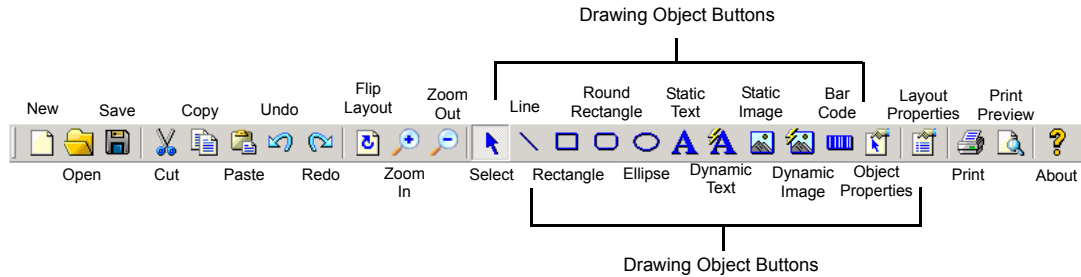 Drawing Object Buttons
Flip
Layout
Zoom
Out
Round
Rectangle
Static
Text
Static
Image
Bar
Code
Layout
Properties
Print
Preview
New
Save
Copy
Undo
Line
Open
Cut
Paste
Redo
Zoom
In
Select
Rectangle
Ellipse
Dynamic
Text
Dynamic
Image
Object
Properties
Print
About
Drawing Object Buttons